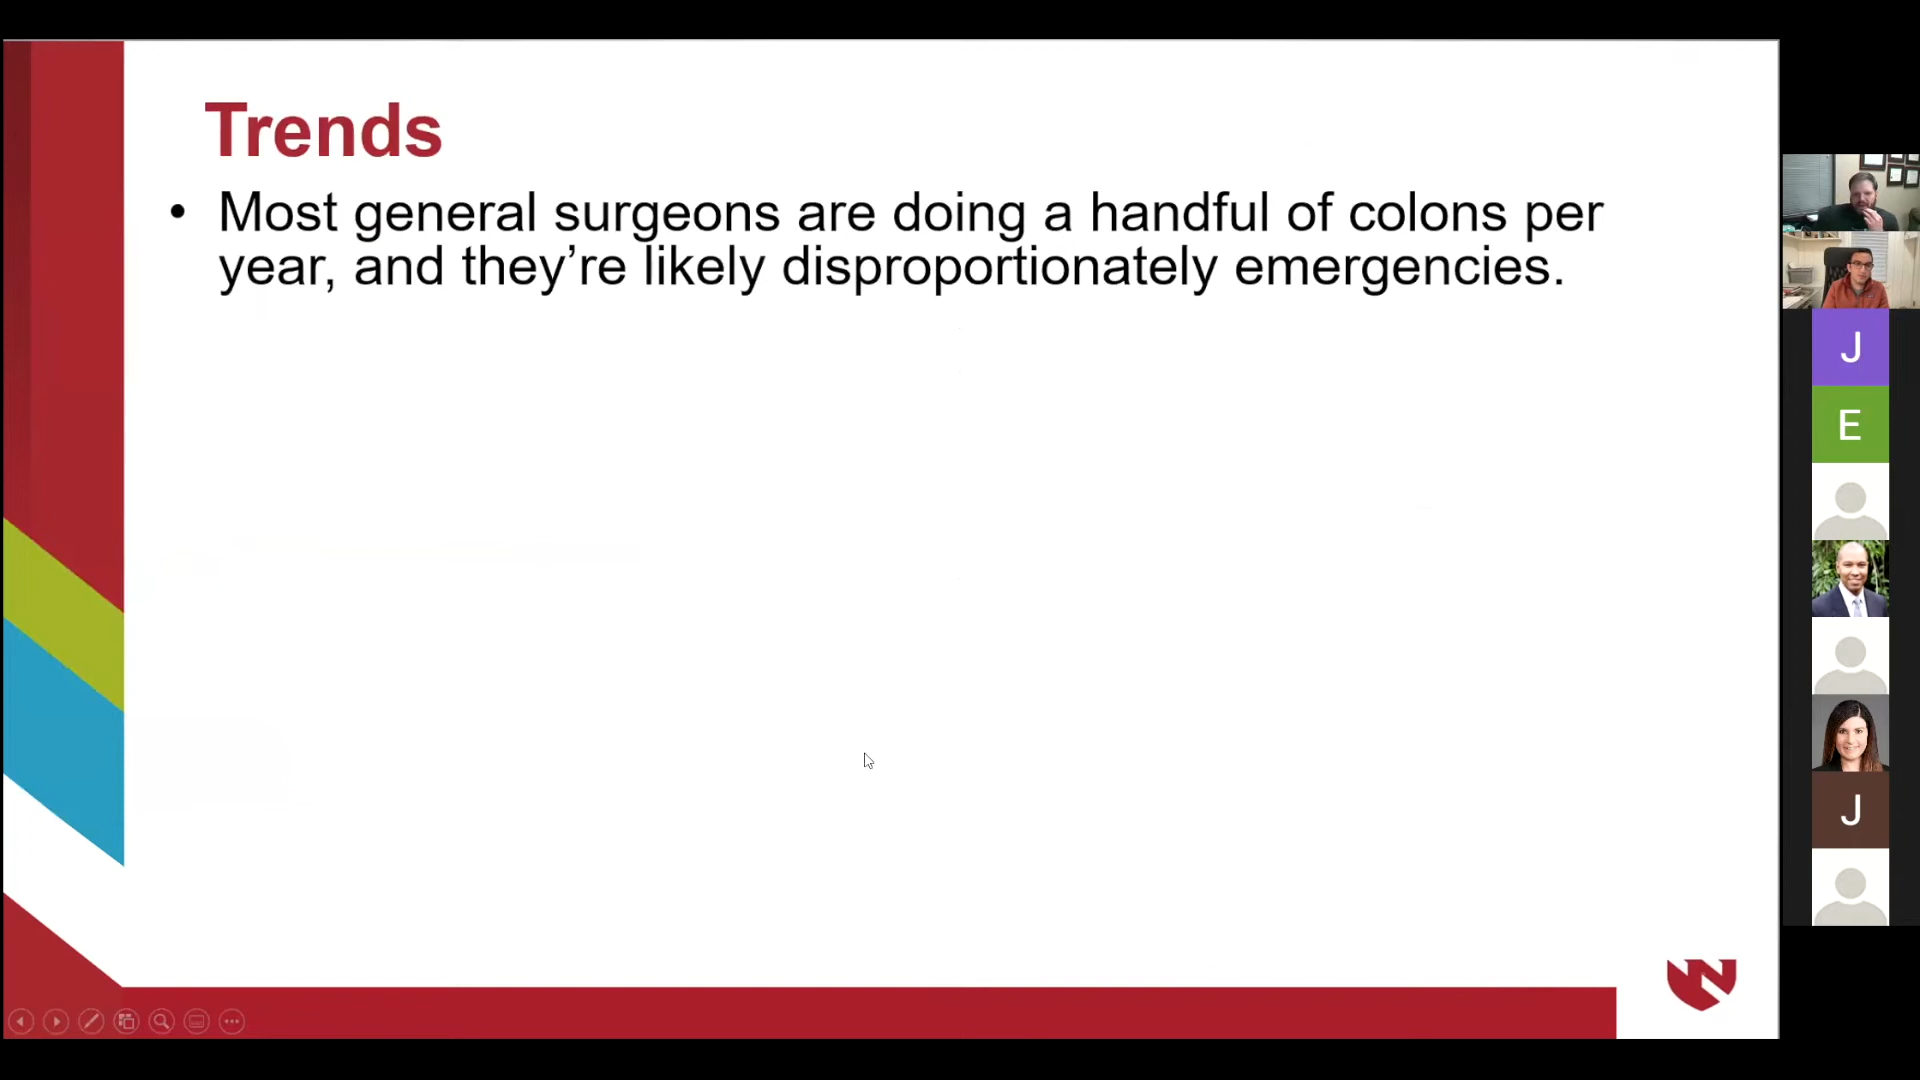 Trends
• Most general surgeons are doing a handful of colons per
year, and they’re likely disproportionately emergencies.
J
E
J